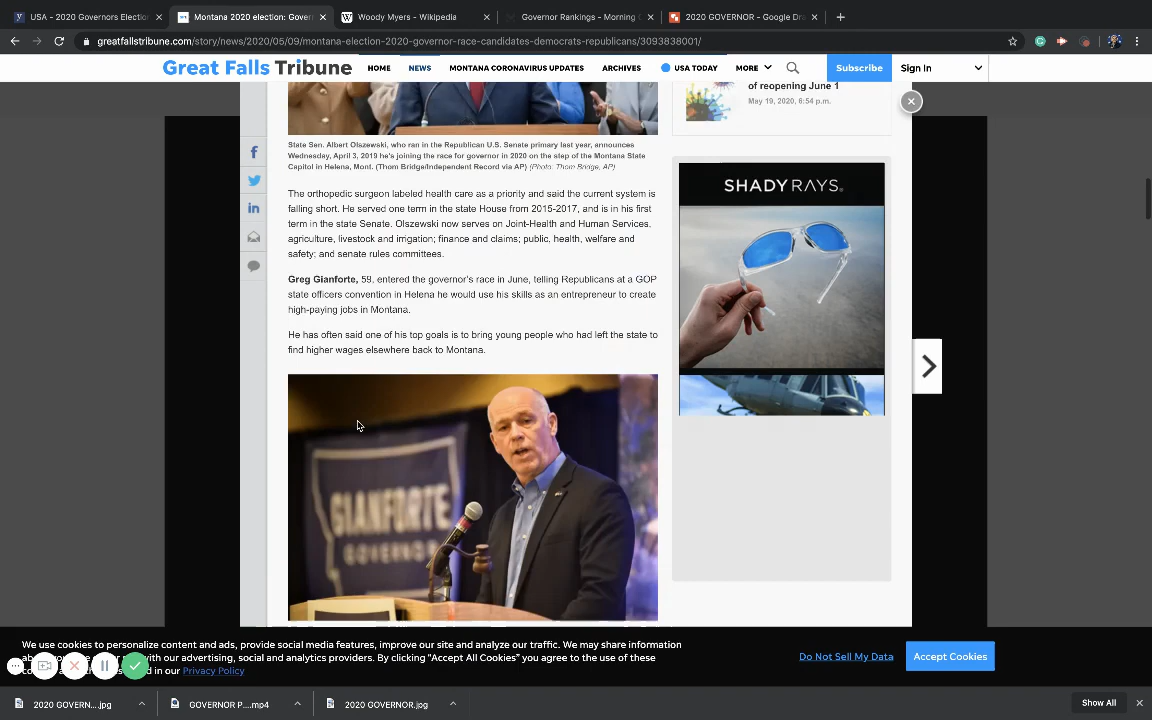 USA - 2020 Governors Electio
Montana 2020 election: Gover
Woody Myers - Wikipedia
Governor Rankings - Morning C
2020 GOVERNOR - Google Dra
greatfallstribune.com/story/news/2020/05/09/montana-election-2020-governor-race-candidates-democrats-republicans/3093838001/
Great Falls Tribune
HOME
NEWS
MONTANA CORONAVIRUS UPDATES
ARCHIVES
USA TODAY
MORE
Subscribe
Sign In
of reopening June 1
May 19, 2020, 6:54 p.m.
State Sen. Albert Olszewski, who ran in the Republican U.S. Senate primary last year, announces
Wednesday, April 3, 2019 he's joining the race for governor in 2020 on the step of the Montana State
Capitol in Helena, Mont. (Thom Bridge/Independent Record via AP) (Photo: Thom Bridge, AP)
The orthopedic surgeon labeled health care as a priority and said the current system is
falling short. He served one term in the state House from 2015-2017, and is in his first
term in the state Senate. Olszewski now serves on Joint-Health and Human Services,
agriculture, livestock and irrigation; finance and claims; public, health, welfare and
safety; and senate rules committees.
Greg Gianforte, 59, entered the governor's race in June, telling Republicans at a GOP
state officers convention in Helena he would use his skills as an entrepreneur to create
high-paying jobs in Montana.
He has often said one of his top goals is to bring young people who had left the state to
find higher wages elsewhere back to Montana.
SHADY RAYS.
GIANFORTE
GOVERNOR
We use cookies to personalize content and ads, provide social media features, improve our site and analyze our traffic. We may share information
with our advertising, social and analytics providers. By clicking "Accept All Cookies" you agree to the use of these
in our Privacy Policy
Do Not Sell My Data
Accept Cookies
2020 GOVERN....jpg
GOVERNOR P....mp4
2020 GOVERNOR.jpg
Show All